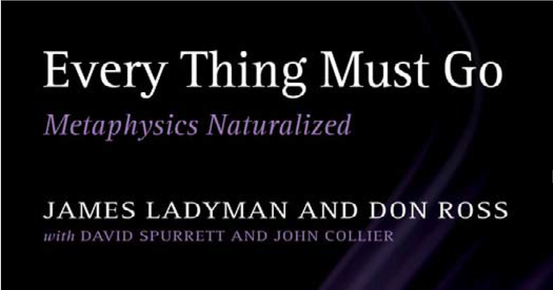 Every Thing Must Go
Metaphysics Naturalized
JAMES LADYMAN AND DON ROSS
with DAVID SPURRETT AND JOHN COLLIER